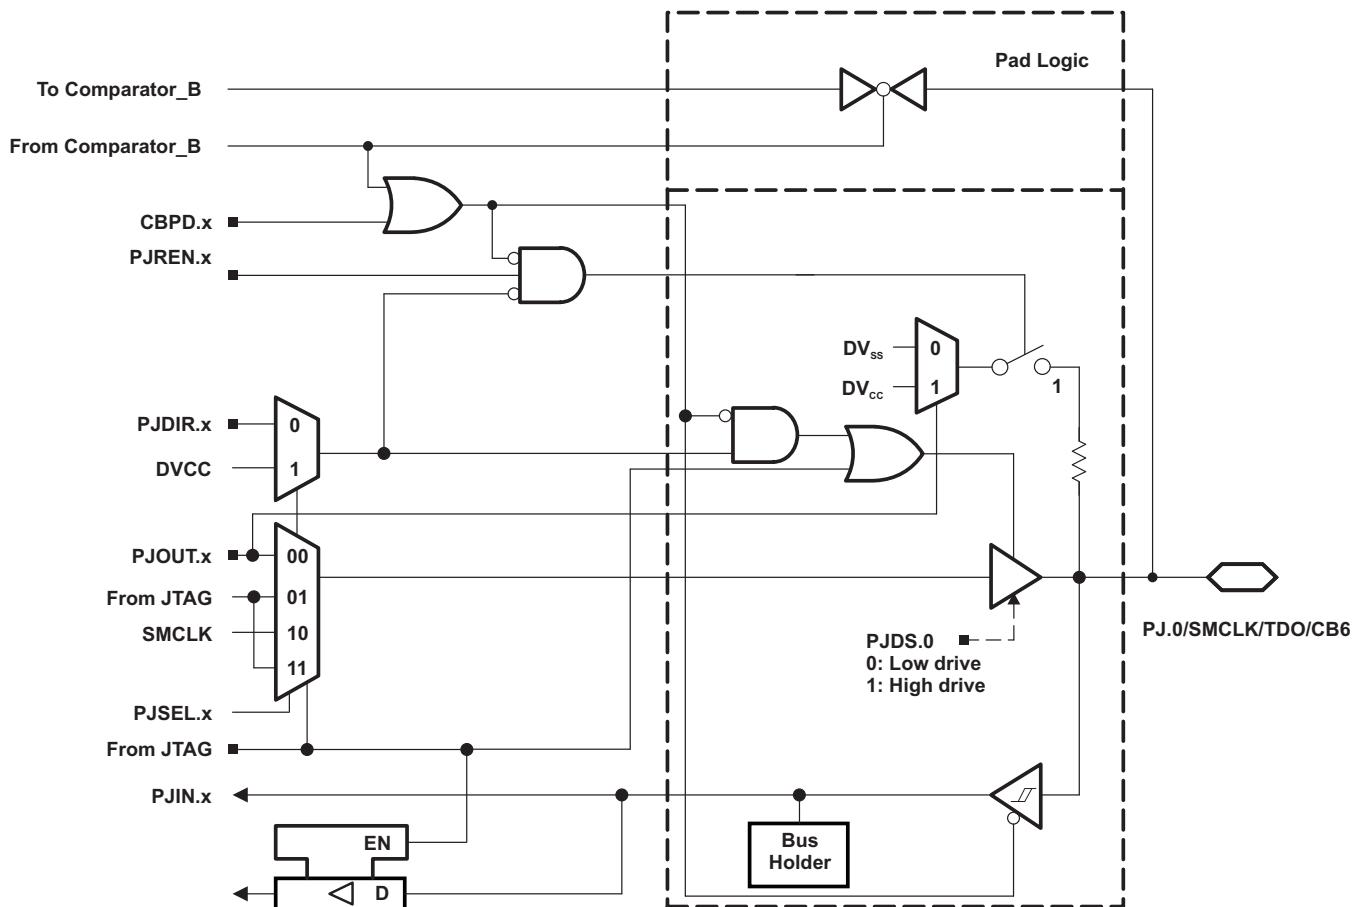 Pad Logic
To Comparator_B
From Comparator_B
CBPD.x
PJREN.x
DVSS
0
DVCC
1
1
PJDIR.x
0
DVCC
1
PJOUT.x
00
From JTAG
01
SMCLK
10
11
PJDS.0
0: Low drive
1: High drive
PJ.0/SMCLK/TDO/CB6
PJSEL.x
From JTAG
PJIN.x
Bus
Holder
EN
D